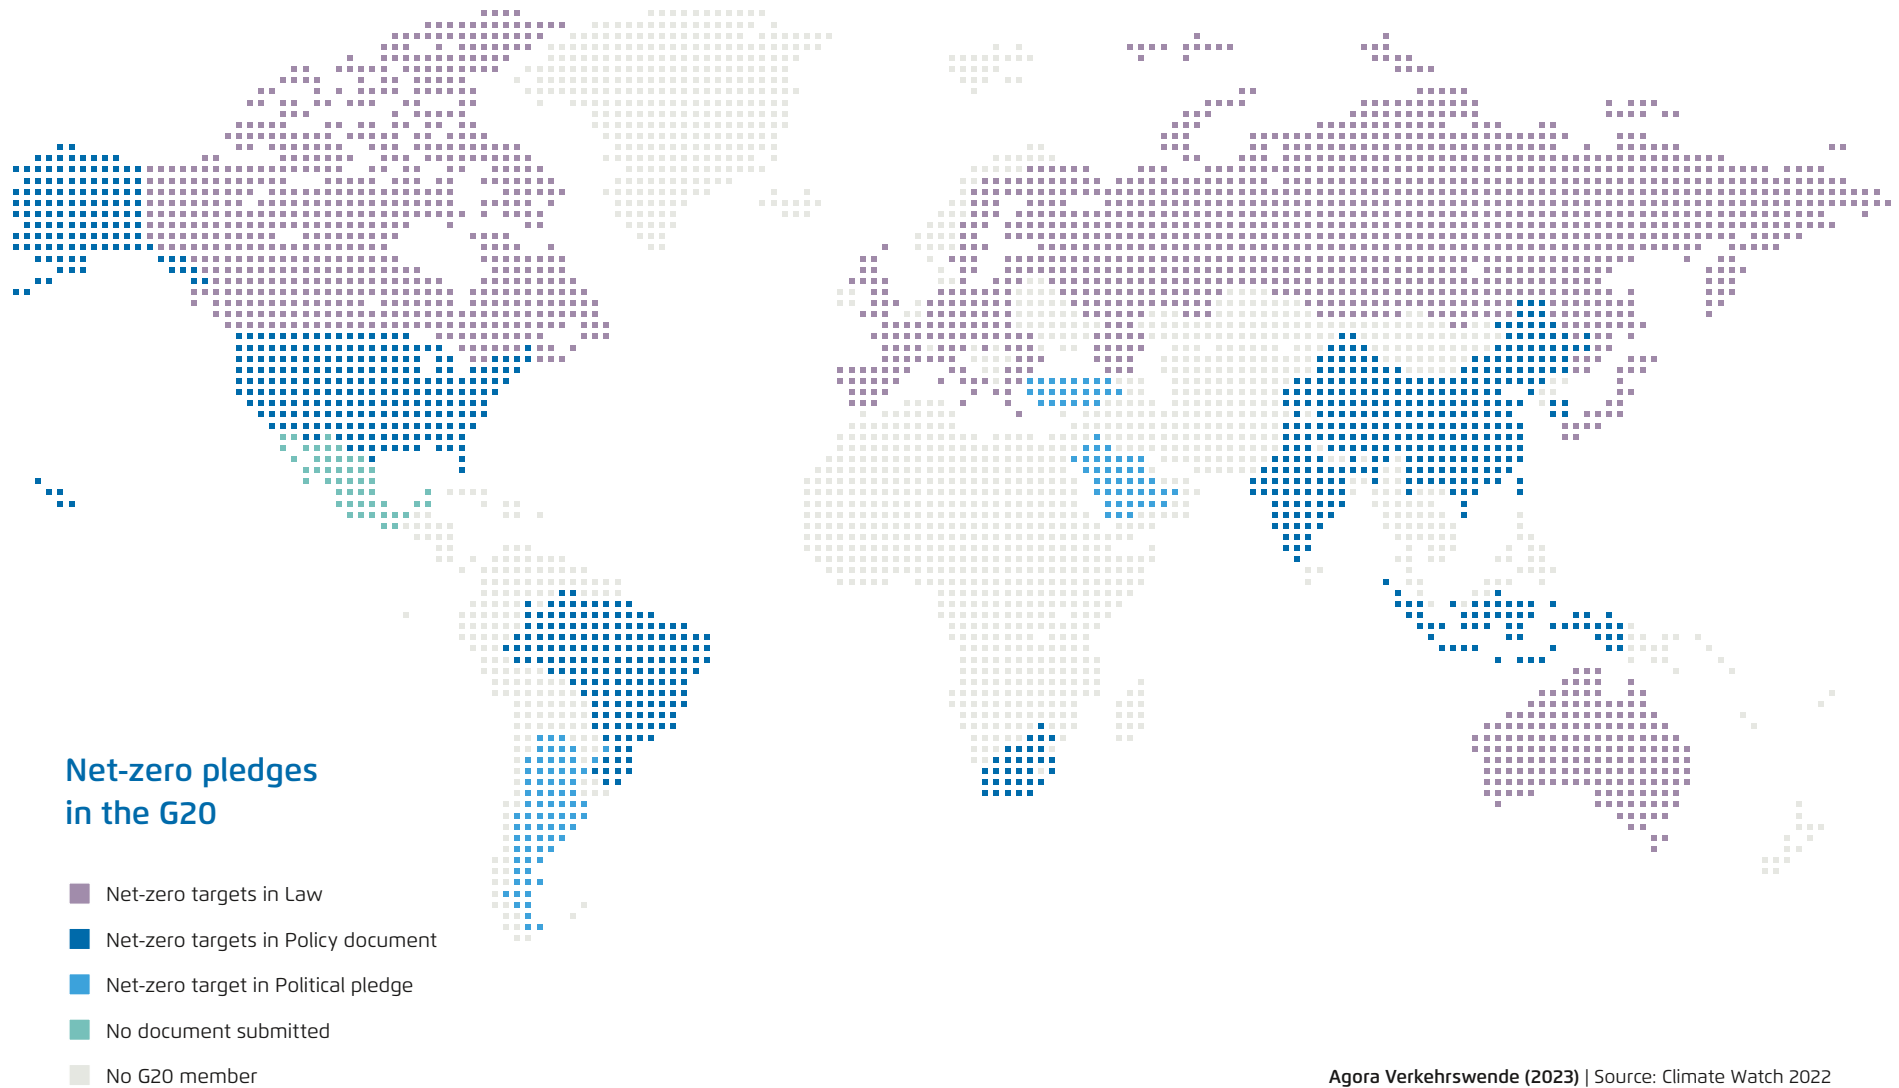 Net-zero pledges
in the G20
Net-zero targets in Law
Net-zero targets in Policy document
Net-zero target in Political pledge
No document submitted
No G20 member
Agora Verkehrswende (2023) | Source: Climate Watch 2022